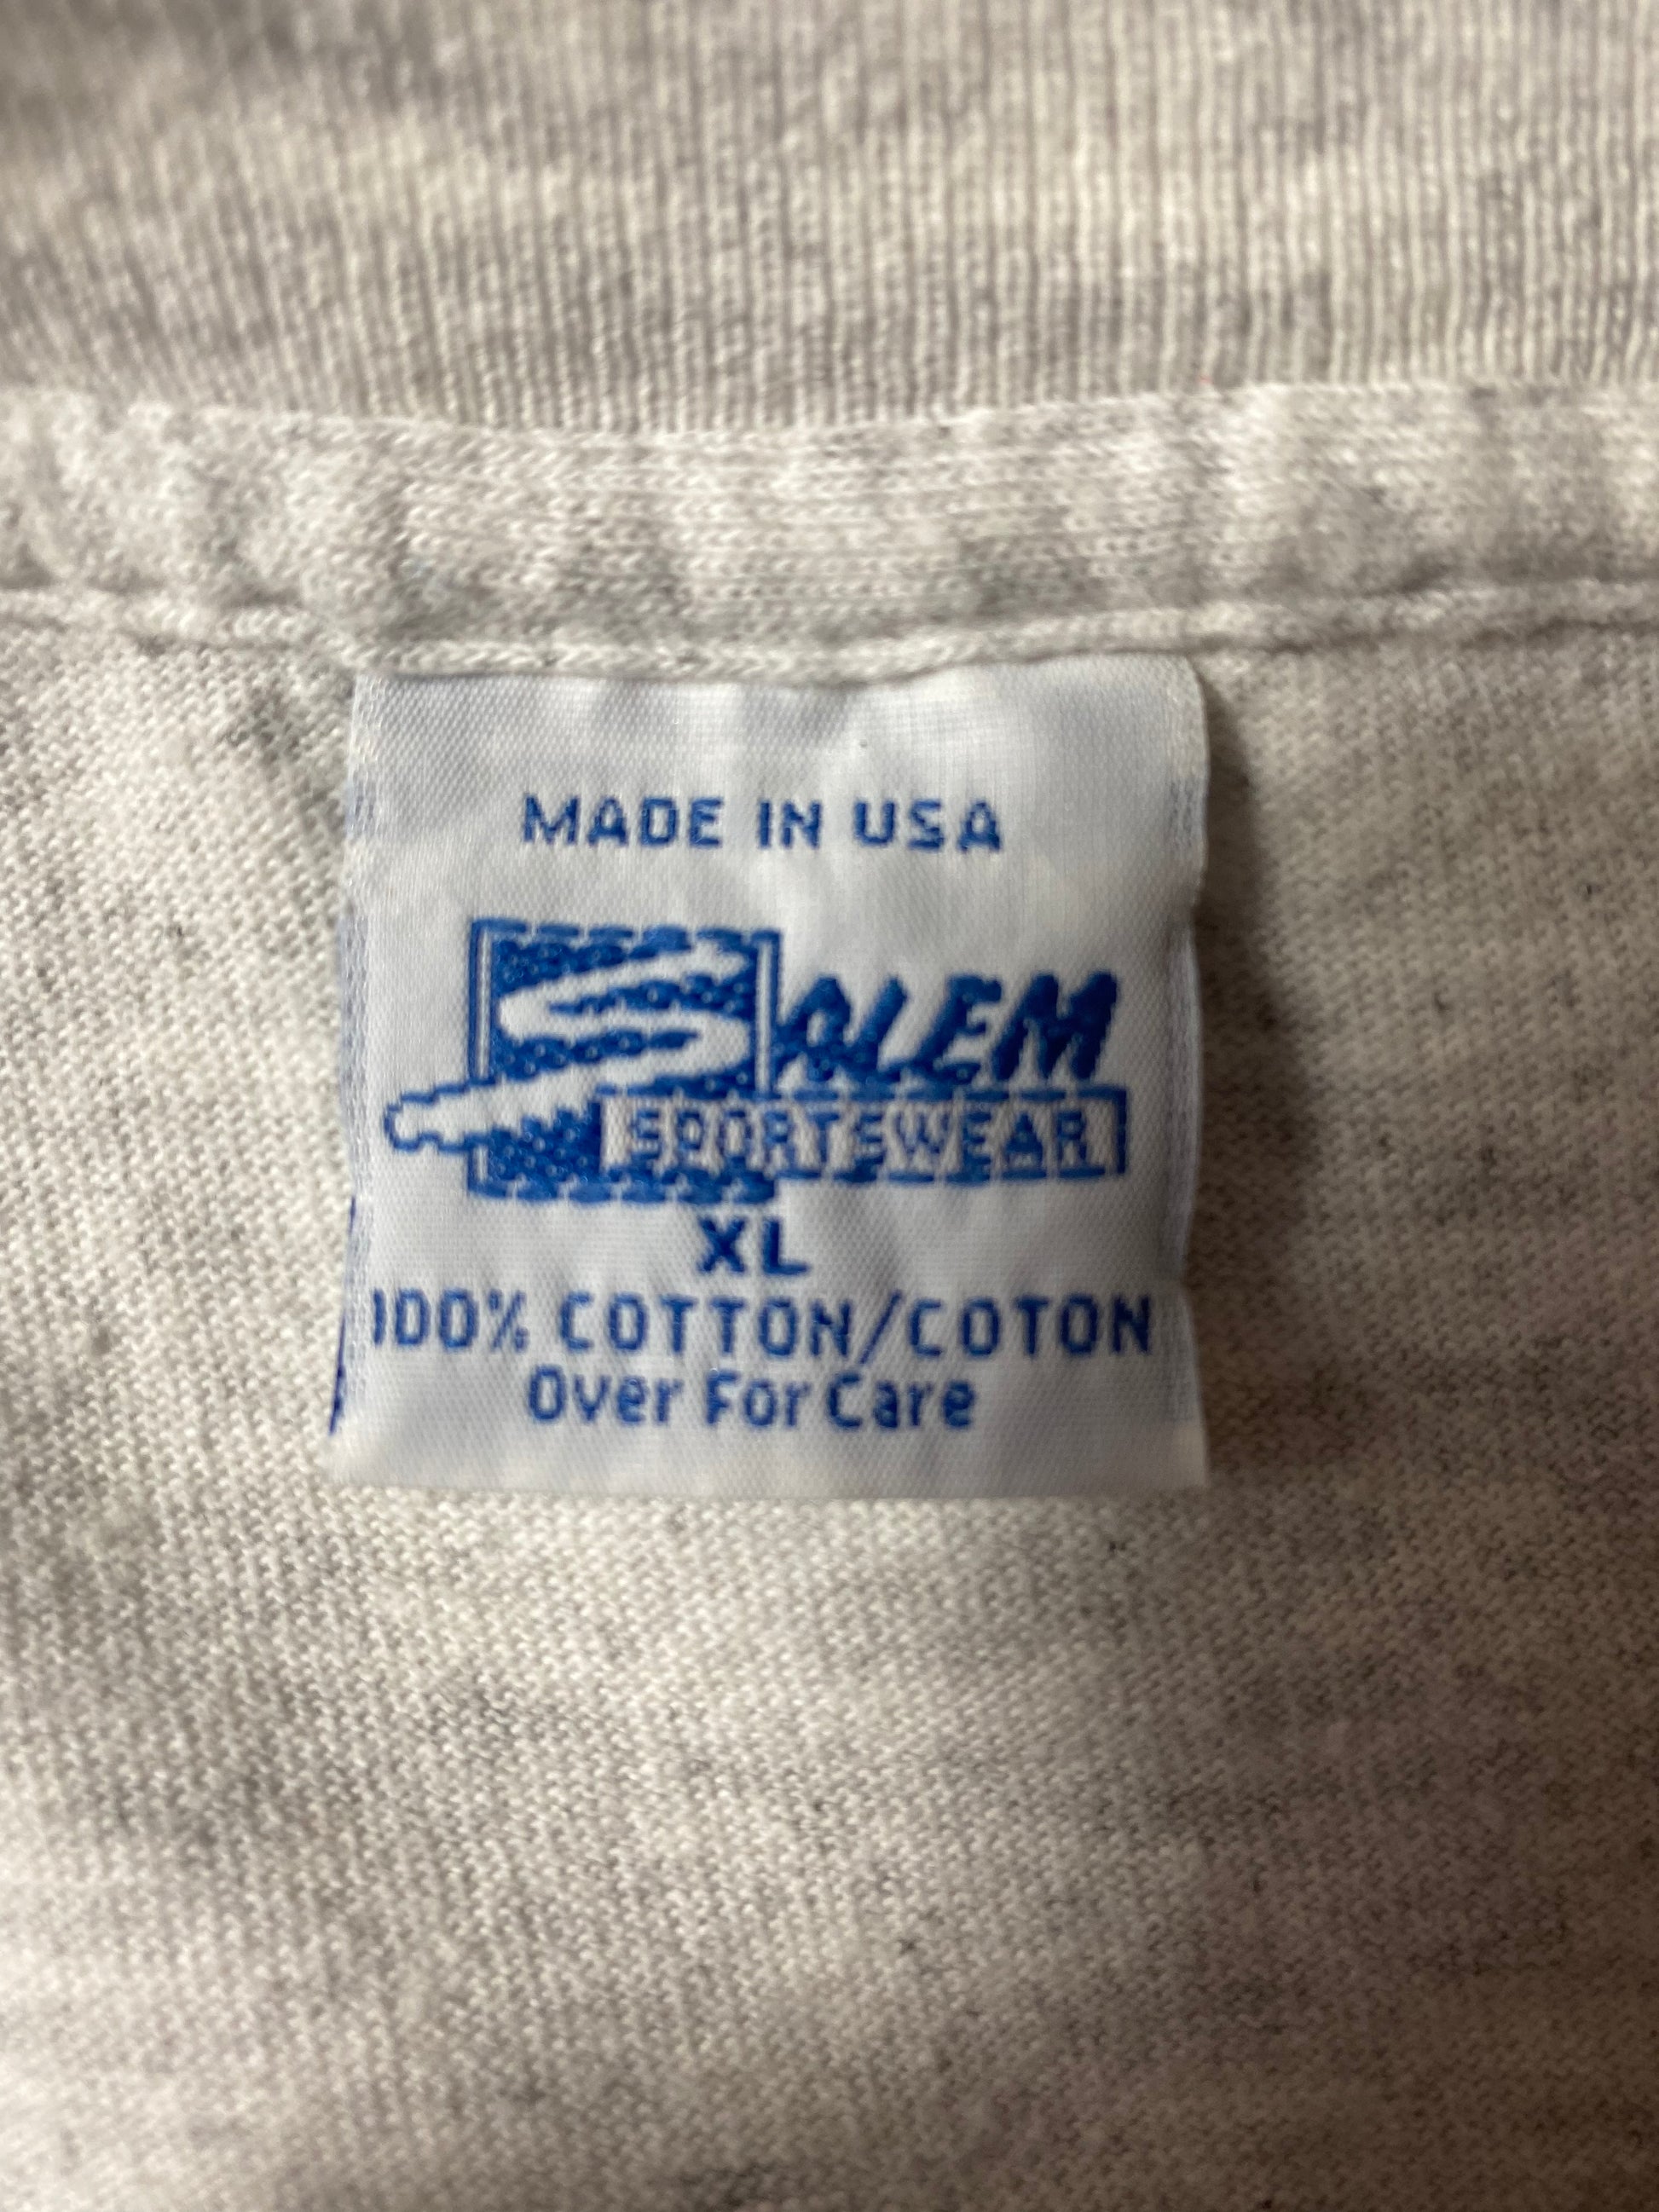 MADE IN USA
SALEM
SPORTSWEAR
XL
100% COTTON/COTON
Over For Care